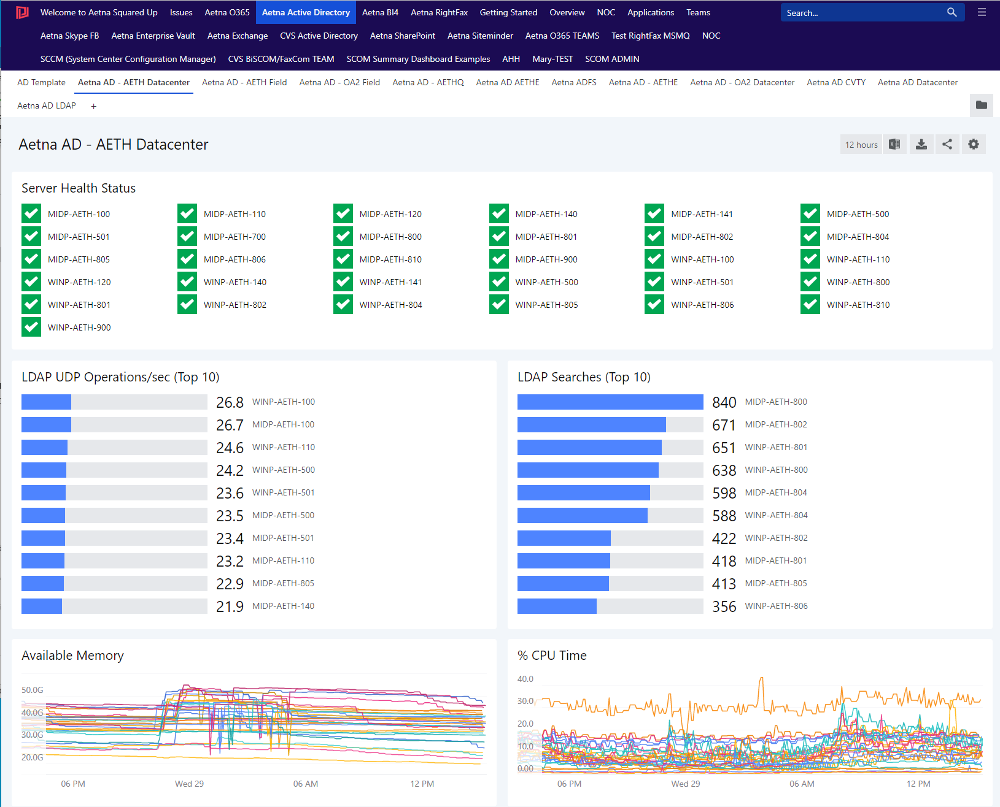 Welcome to Aetna Squared Up Issues Aetna O365 Aetna Active Directory Aetna BI4 Aetna RightFax Getting Started Overview NOC Applications Teams Search...
Aetna Skype FB Aetna Enterprise Vault Aetna Exchange CVS Active Directory Aetna SharePoint Aetna Siteminder Aetna O365 TEAMS Test RightFax MSMQ NOC
SCCM (System Center Configuration Manager) CVS BiSCOM/FaxCom TEAM SCOM Summary Dashboard Examples AHH Mary-TEST SCOM ADMIN
AD Template Aetna AD - AETH Datacenter Aetna AD - AETH Field Aetna AD - OA2 Field Aetna AD - AETHQ Aetna AD AETHE Aetna ADFS Aetna AD - AETHE Aetna AD - OA2 Datacenter Aetna AD CVTY Aetna AD Datacenter
Aetna AD LDAP +
Aetna AD - AETH Datacenter 12 hours
Server Health Status
MIDP-AETH-100 MIDP-AETH-110 MIDP-AETH-120 MIDP-AETH-140 MIDP-AETH-141 MIDP-AETH-500
MIDP-AETH-501 MIDP-AETH-700 MIDP-AETH-800 MIDP-AETH-801 MIDP-AETH-802 MIDP-AETH-804
MIDP-AETH-805 MIDP-AETH-806 MIDP-AETH-810 MIDP-AETH-900 WINP-AETH-100 WINP-AETH-110
WINP-AETH-120 WINP-AETH-140 WINP-AETH-141 WINP-AETH-500 WINP-AETH-501 WINP-AETH-800
WINP-AETH-801 WINP-AETH-802 WINP-AETH-804 WINP-AETH-805 WINP-AETH-806 WINP-AETH-810
WINP-AETH-900
LDAP UDP Operations/sec (Top 10)
26.8 WINP-AETH-100
26.7 MIDP-AETH-100
24.6 WINP-AETH-110
24.2 WINP-AETH-500
23.6 WINP-AETH-501
23.5 MIDP-AETH-500
23.4 MIDP-AETH-501
23.2 MIDP-AETH-110
22.9 MIDP-AETH-805
21.9 MIDP-AETH-140
LDAP Searches (Top 10)
840 MIDP-AETH-800
671 MIDP-AETH-802
651 WINP-AETH-801
638 WINP-AETH-800
598 MIDP-AETH-804
588 WINP-AETH-804
422 WINP-AETH-802
418 MIDP-AETH-801
413 MIDP-AETH-805
356 WINP-AETH-806
Available Memory
50.0G
40.0G
30.0G
20.0G
06 PM Wed 29 06 AM 12 PM
% CPU Time
40.0
30.0
20.0
10.0
0.00
06 PM Wed 29 06 AM 12 PM